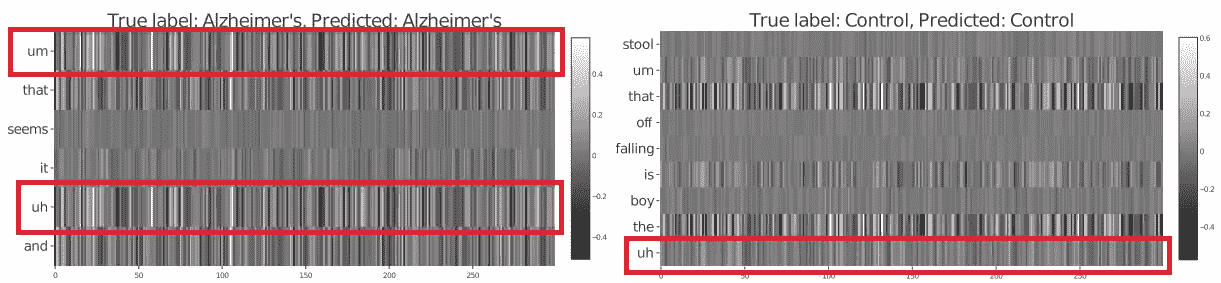 True label: Alzheimer's, Predicted: Alzheimer's
um
that
seems
it
uh
and
0 50 100 150 200 250
0.4
0.2
0
−0.2
−0.4
True label: Control, Predicted: Control
stool
um
that
off
falling
is
boy
the
uh
0 50 100 150 200 250
0.6
0.4
0.2
0
−0.2
−0.4